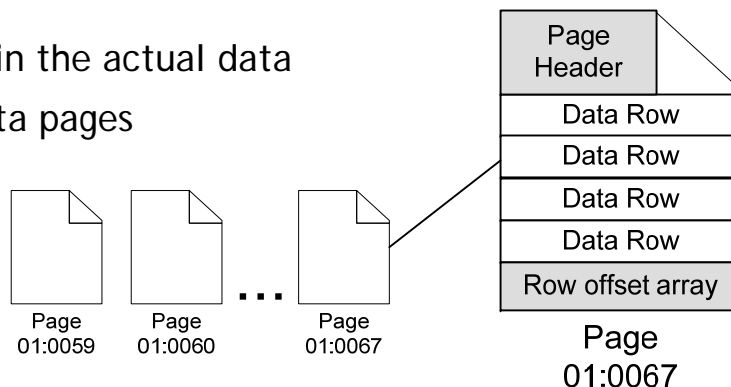 in the actual data
ta pages
Page
01:0059
Page
01:0060
...
Page
01:0067
Page
Header
Data Row
Data Row
Data Row
Data Row
Row offset array
Page
01:0067